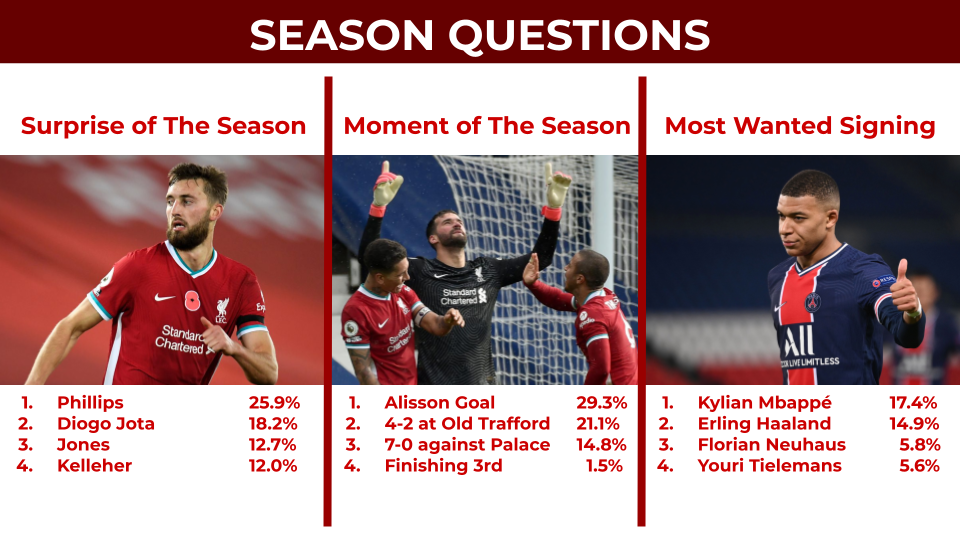 SEASON QUESTIONS
Surprise of The Season
Moment of The Season
Most Wanted Signing
Standard
Chartered
L.F.C.
Standard
Chartered
Standard
Chartered
RESPE
ALL
LIVE LIMITLESS
1. Phillips 25.9%
2. Diogo Jota 18.2%
3. Jones 12.7%
4. Kelleher 12.0%
1. Alisson Goal 29.3%
2. 4-2 at Old Trafford 21.1%
3. 7-0 against Palace 14.8%
4. Finishing 3rd 1.5%
1. Kylian Mbappé 17.4%
2. Erling Haaland 14.9%
3. Florian Neuhaus 5.8%
4. Youri Tielemans 5.6%